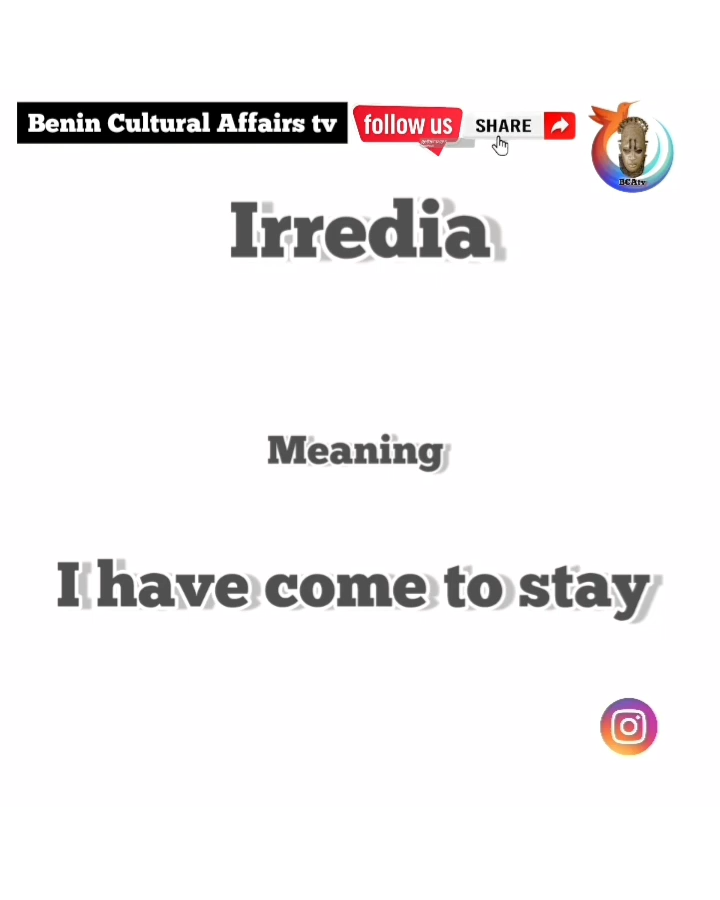 Benin Cultural Affairs tv
follow us
SHARE
BCAtv
Irredia
Meaning
I have come to stay